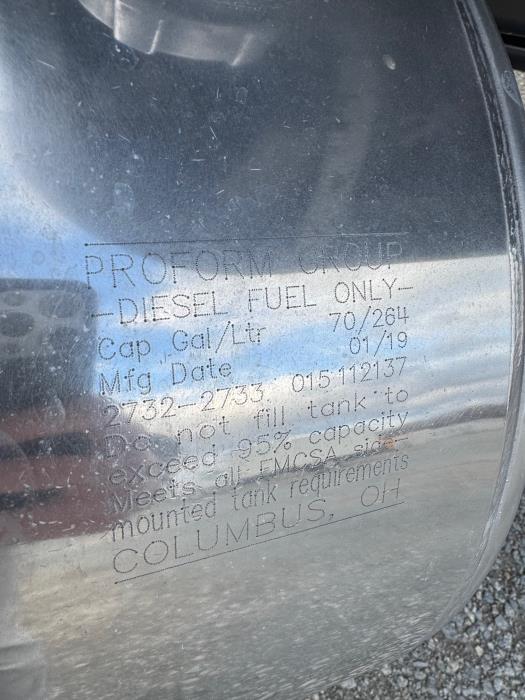 PROFORM GROUP
-DIESEL FUEL ONLY-
Cap Gal/Ltr 70/264
Mfg Date 01/19
2732-2733 015112137
Do not fill tank to
exceed 95% capacity
Meets all FMCSA side-
mounted tank requirements
COLUMBUS, OH